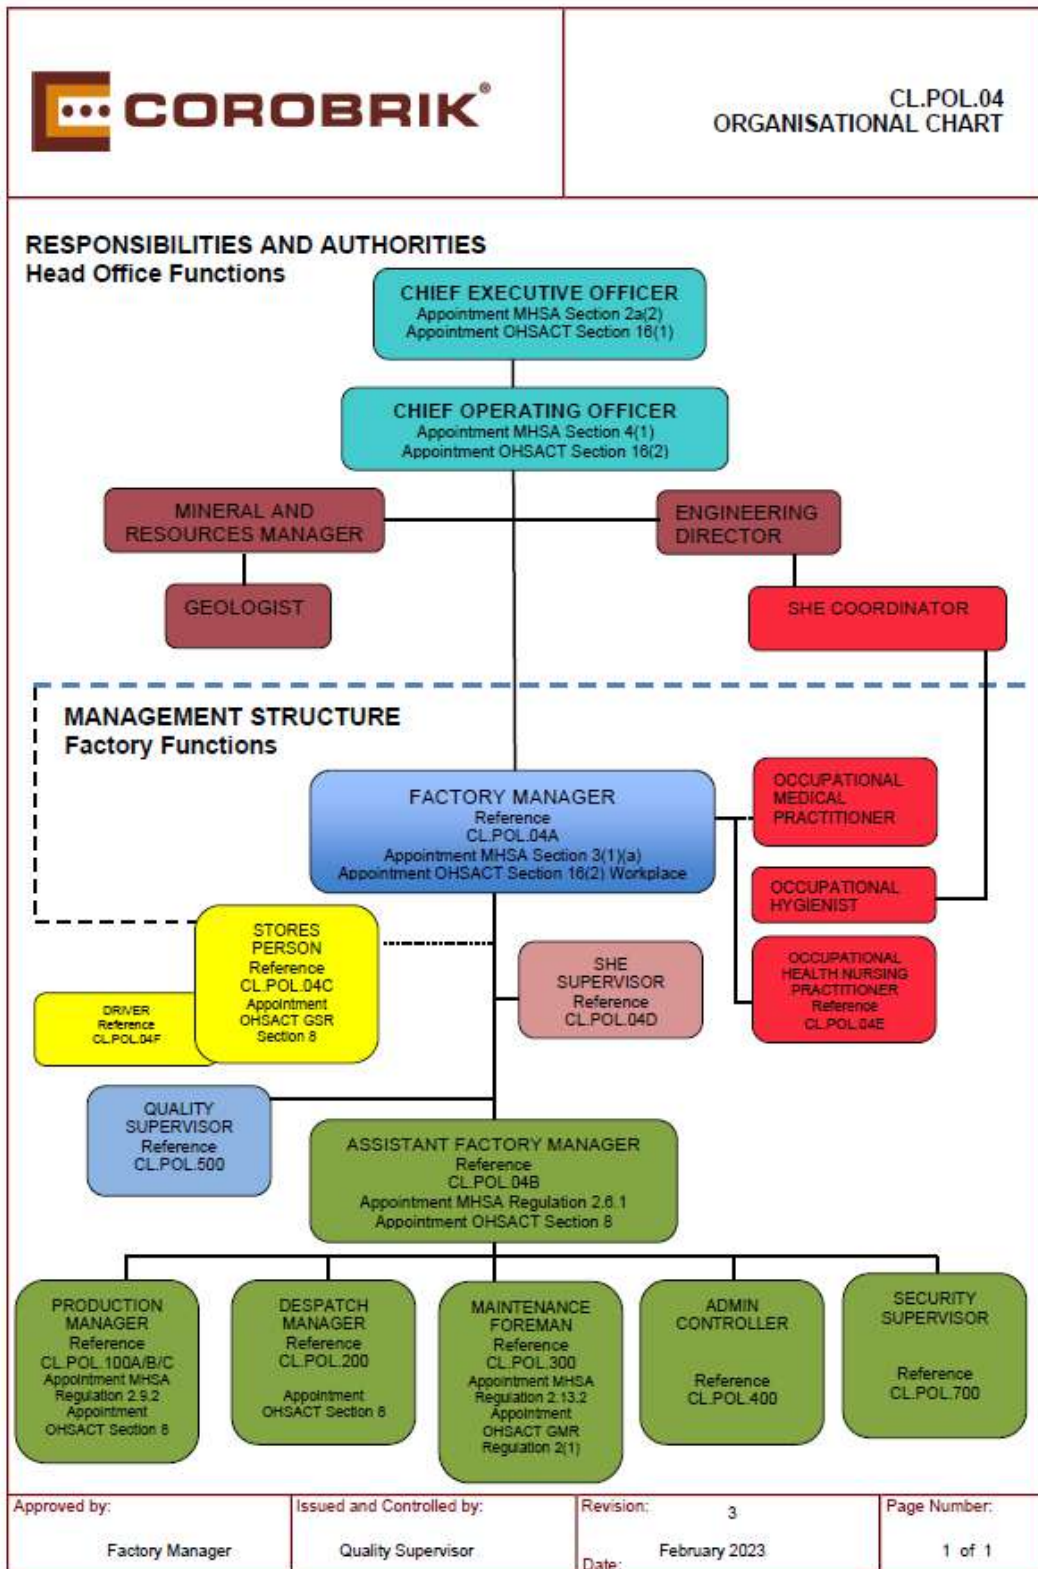 COROBRIK®
CL.POL.04
ORGANISATIONAL CHART
RESPONSIBILITIES AND AUTHORITIES
Head Office Functions
CHIEF EXECUTIVE OFFICER
Appointment MHSA Section 2a(2)
Appointment OHSACT Section 16(1)
CHIEF OPERATING OFFICER
Appointment MHSA Section 4(1)
Appointment OHSACT Section 16(2)
MINERAL AND
RESOURCES MANAGER
ENGINEERING
DIRECTOR
GEOLOGIST
SHE COORDINATOR
MANAGEMENT STRUCTURE
Factory Functions
FACTORY MANAGER
Reference
CL.POL.04A
Appointment MHSA Section 3(1)(a)
Appointment OHSACT Section 16(2) Workplace
OCCUPATIONAL
MEDICAL
PRACTITIONER
OCCUPATIONAL
HYGIENIST
OCCUPATIONAL
HEALTH NURSING
PRACTITIONER
Reference
CL.POL.04E
STORES
PERSON
Reference
CL.POL.04C
Appointment
OHSACT GSR
Section 8
DRIVER
Reference
CL.POL.04F
SHE
SUPERVISOR
Reference
CL.POL.04D
QUALITY
SUPERVISOR
Reference
CL.POL.500
ASSISTANT FACTORY MANAGER
Reference
CL.POL.04B
Appointment MHSA Regulation 2.6.1
Appointment OHSACT Section 8
PRODUCTION
MANAGER
Reference
CL.POL.100A/B/C
Appointment MHSA
Regulation 2.9.2
Appointment
OHSACT Section 8
DESPATCH
MANAGER
Reference
CL.POL.200
Appointment
OHSACT Section 8
MAINTENANCE
FOREMAN
Reference
CL.POL.300
Appointment MHSA
Regulation 2.13.2
Appointment
OHSACT GMR
Regulation 2(1)
ADMIN
CONTROLLER
Reference
CL.POL.400
SECURITY
SUPERVISOR
Reference
CL.POL.700
Approved by:
Factory Manager
Issued and Controlled by:
Quality Supervisor
Revision: 3
Date: February 2023
Page Number:
1 of 1